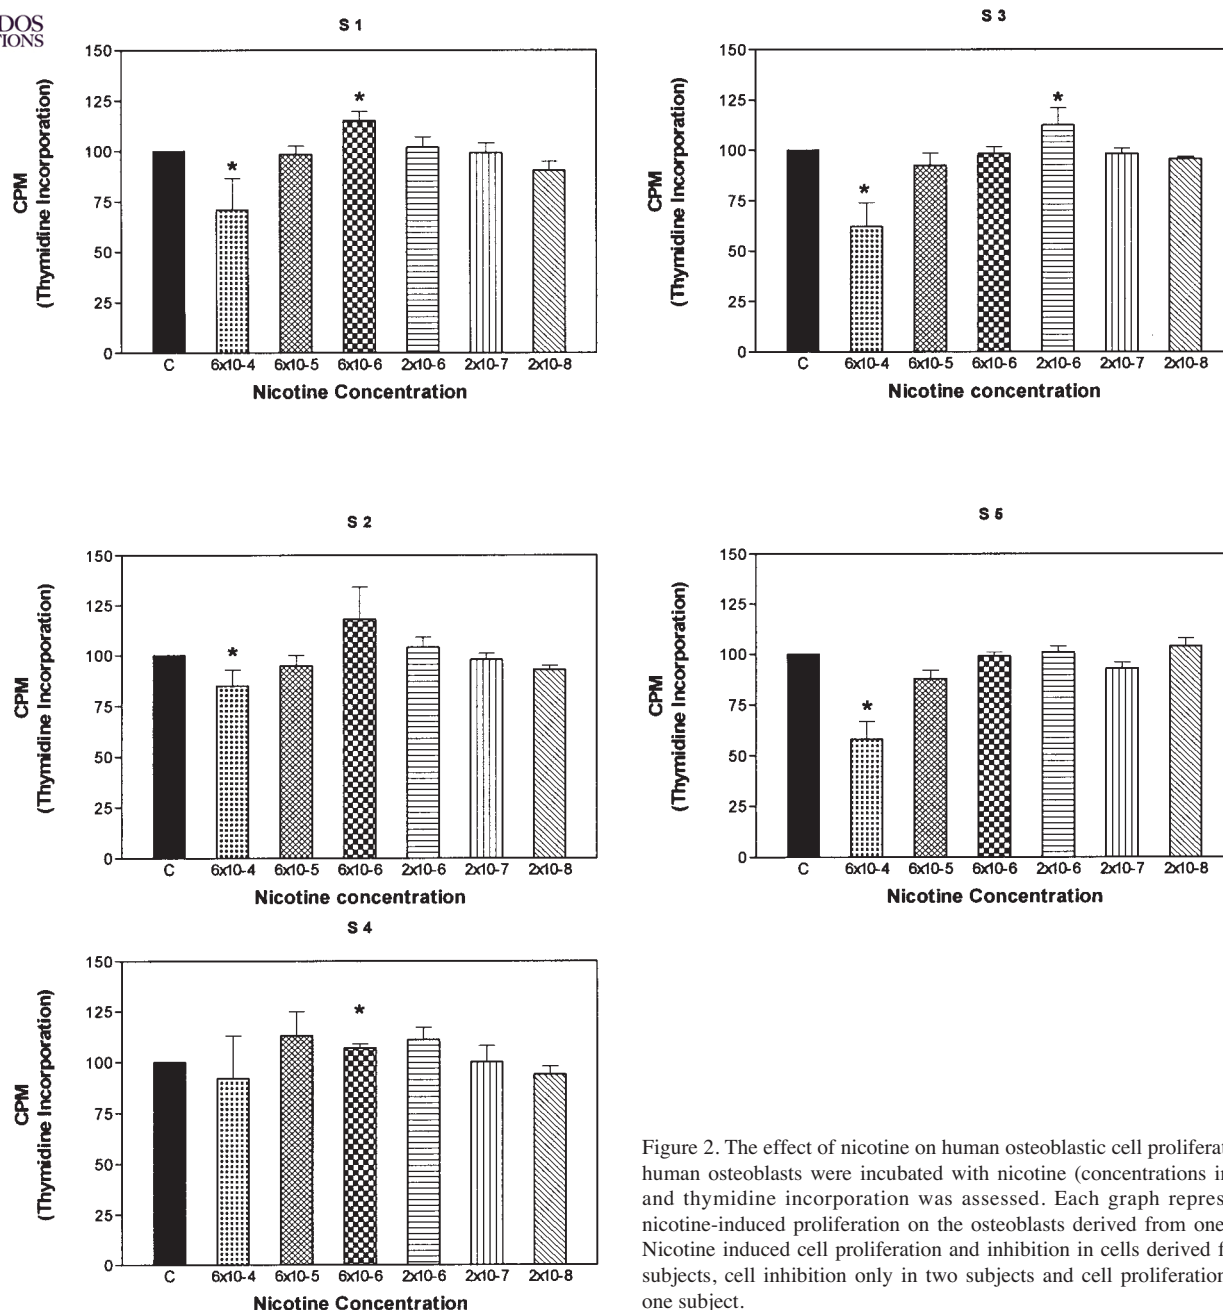 DOS
TIONS
S 1
150
125
100
75
50
25
0
CPM
(Thymidine Incorporation)
*
*
C 6x10-4 6x10-5 6x10-6 2x10-6 2x10-7 2x10-8
Nicotine Concentration
S 3
150
125
100
75
50
25
0
CPM
(Thymidine Incorporation)
*
*
C 6x10-4 6x10-5 6x10-6 2x10-6 2x10-7 2x10-8
Nicotine concentration
S 2
150
125
100
75
50
25
0
CPM
(Thymidine Incorporation)
*
C 6x10-4 6x10-5 6x10-6 2x10-6 2x10-7 2x10-8
Nicotine concentration
S 5
150
125
100
75
50
25
0
CPM
(Thymidine Incorporation)
*
C 6x10-4 6x10-5 6x10-6 2x10-6 2x10-7 2x10-8
Nicotine Concentration
S 4
150
125
100
75
50
25
0
CPM
(Thymidine Incorporation)
*
C 6x10-4 6x10-5 6x10-6 2x10-6 2x10-7 2x10-8
Nicotine Concentration
Figure 2. The effect of nicotine on human osteoblastic cell proliferat
human osteoblasts were incubated with nicotine (concentrations in
and thymidine incorporation was assessed. Each graph repres
nicotine-induced proliferation on the osteoblasts derived from one
Nicotine induced cell proliferation and inhibition in cells derived f
subjects, cell inhibition only in two subjects and cell proliferation
one subject.